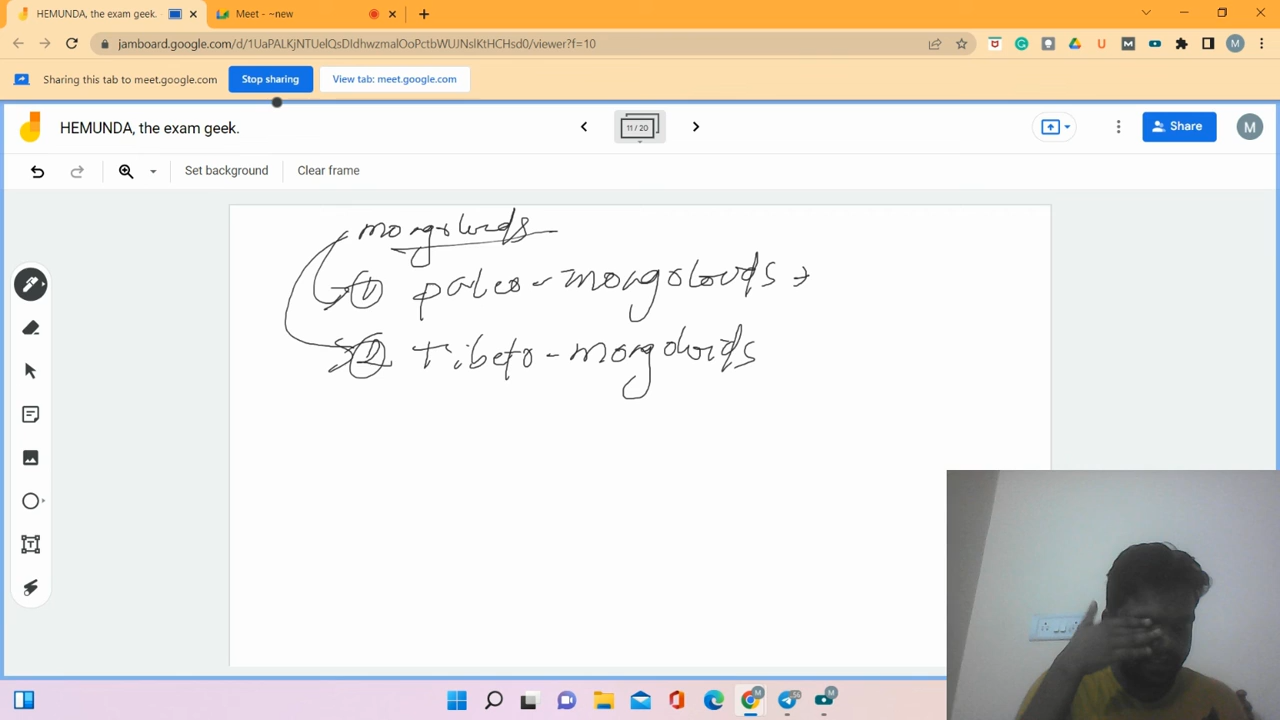 HEMUNDA, the exam geek.
Meet - ~new
jamboard.google.com/d/1UaPALKjNTUelQsDIdhwzmalOoPctbWUJNslKtHCHsd0/viewer?f=10
U
M
M
Sharing this tab to meet.google.com
Stop sharing
View tab: meet.google.com
HEMUNDA, the exam geek.
11 / 20
Share
M
Set background
Clear frame
mongoloids
1 paleo-mongoloids →
2 Tibeto-mongoloids
T